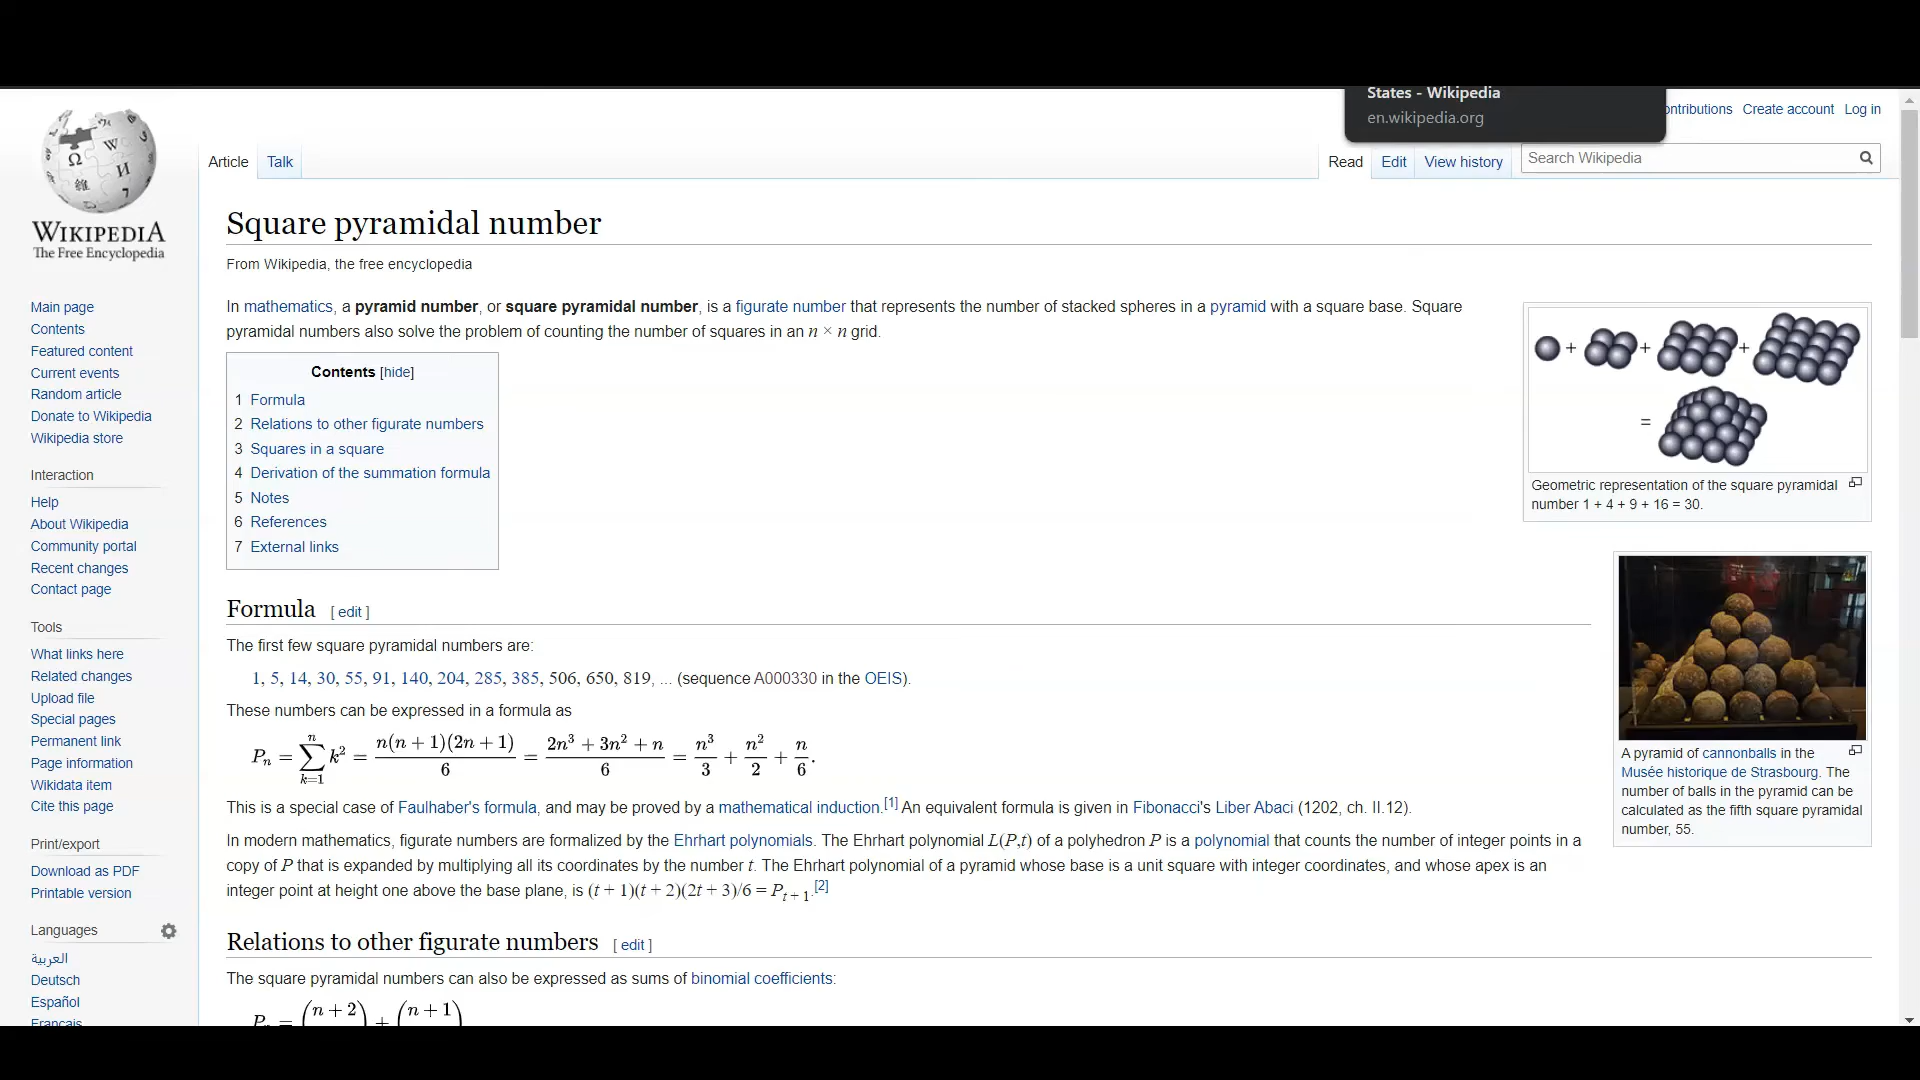 States - Wikipedia
en.wikipedia.org
Contributions Create account Log in
Article Talk
Read Edit View history Search Wikipedia
WIKIPEDIA
The Free Encyclopedia
Main page
Contents
Featured content
Current events
Random article
Donate to Wikipedia
Wikipedia store
Interaction
Help
About Wikipedia
Community portal
Recent changes
Contact page
Tools
What links here
Related changes
Upload file
Special pages
Permanent link
Page information
Wikidata item
Cite this page
Print/export
Download as PDF
Printable version
Languages
العربية
Deutsch
Español
Français
Square pyramidal number
From Wikipedia, the free encyclopedia
In mathematics, a pyramid number, or square pyramidal number, is a figurate number that represents the number of stacked spheres in a pyramid with a square base. Square
pyramidal numbers also solve the problem of counting the number of squares in an n × n grid.
Contents [hide]
1 Formula
2 Relations to other figurate numbers
3 Squares in a square
4 Derivation of the summation formula
5 Notes
6 References
7 External links
+ + +
=
Geometric representation of the square pyramidal
number 1 + 4 + 9 + 16 = 30.
Formula [ edit ]
The first few square pyramidal numbers are:
1, 5, 14, 30, 55, 91, 140, 204, 285, 385, 506, 650, 819, ... (sequence A000330 in the OEIS).
These numbers can be expressed in a formula as
Pₙ = ∑ₖ₌₁ⁿ k² = n(n + 1)(2n + 1)/6 = (2n³ + 3n² + n)/6 = n³/3 + n²/2 + n/6.
This is a special case of Faulhaber's formula, and may be proved by a mathematical induction.[1] An equivalent formula is given in Fibonacci's Liber Abaci (1202, ch. II.12).
In modern mathematics, figurate numbers are formalized by the Ehrhart polynomials. The Ehrhart polynomial L(P,t) of a polyhedron P is a polynomial that counts the number of integer points in a
copy of P that is expanded by multiplying all its coordinates by the number t. The Ehrhart polynomial of a pyramid whose base is a unit square with integer coordinates, and whose apex is an
integer point at height one above the base plane, is (t + 1)(t + 2)(2t + 3)/6 = Pt + 1.[2]
A pyramid of cannonballs in the
Musée historique de Strasbourg. The
number of balls in the pyramid can be
calculated as the fifth square pyramidal
number, 55.
Relations to other figurate numbers [ edit ]
The square pyramidal numbers can also be expressed as sums of binomial coefficients:
Pₙ = (n + 2) + (n + 1)